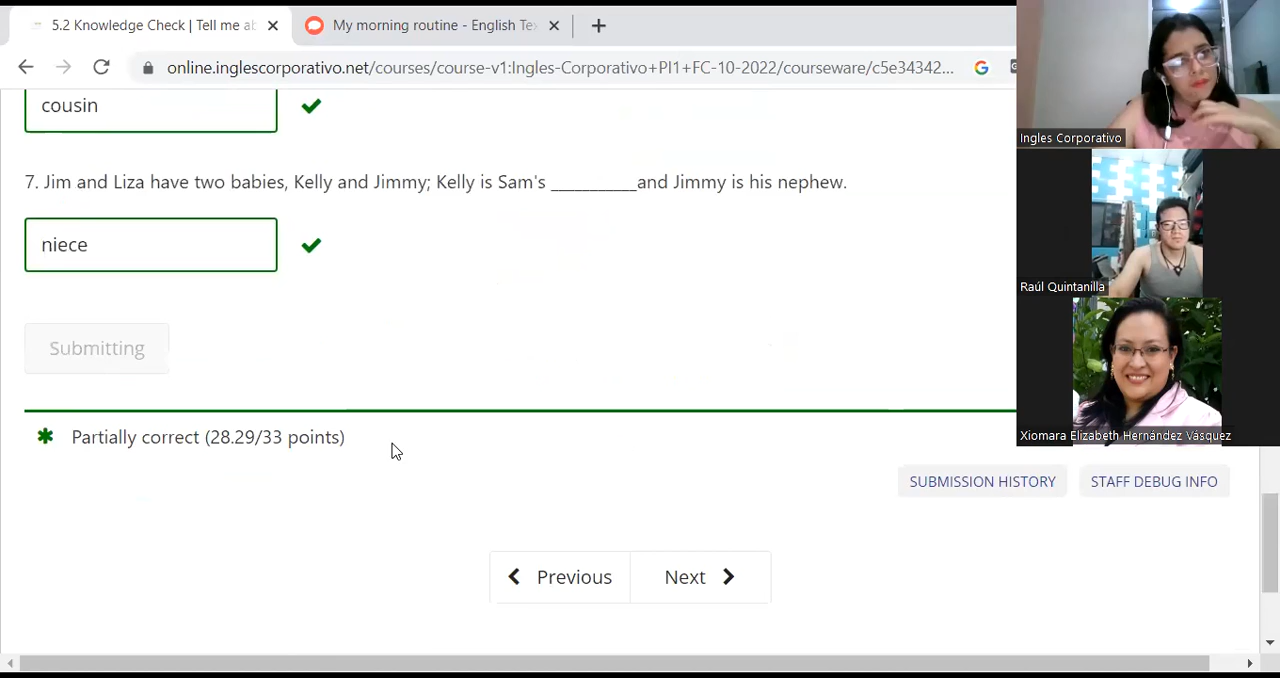 5.2 Knowledge Check | Tell me ab
My morning routine - English Tex
online.inglescorporativo.net/courses/course-v1:Ingles-Corporativo+PI1+FC-10-2022/courseware/c5e34342...
cousin
7. Jim and Liza have two babies, Kelly and Jimmy; Kelly is Sam's ___________and Jimmy is his nephew.
niece
Submitting
Partially correct (28.29/33 points)
SUBMISSION HISTORY
STAFF DEBUG INFO
Previous
Next
Ingles Corporativo
Raúl Quintanilla
Xiomara Elizabeth Hernández Vásquez